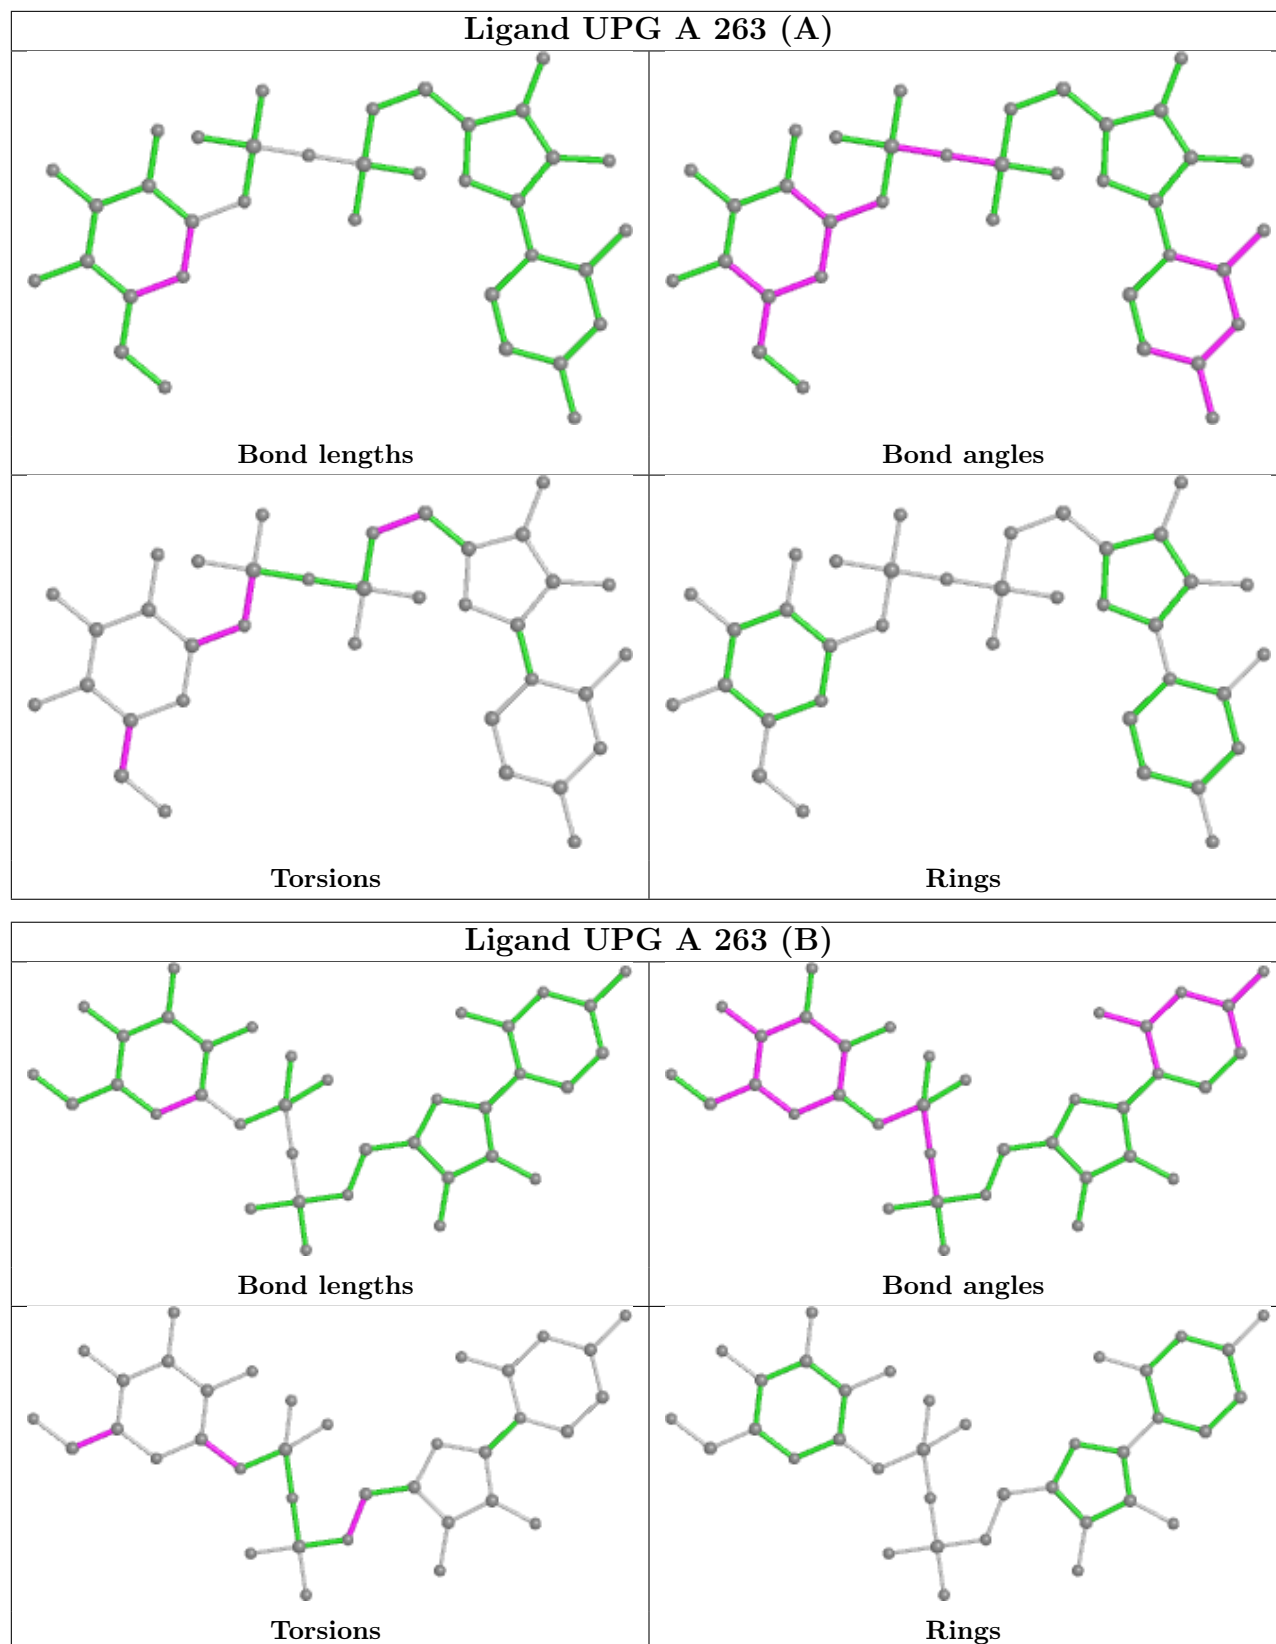 Ligand UPG A 263 (A)
Bond lengths
Bond angles
Torsions
Rings
Ligand UPG A 263 (B)
Bond lengths
Bond angles
Torsions
Rings